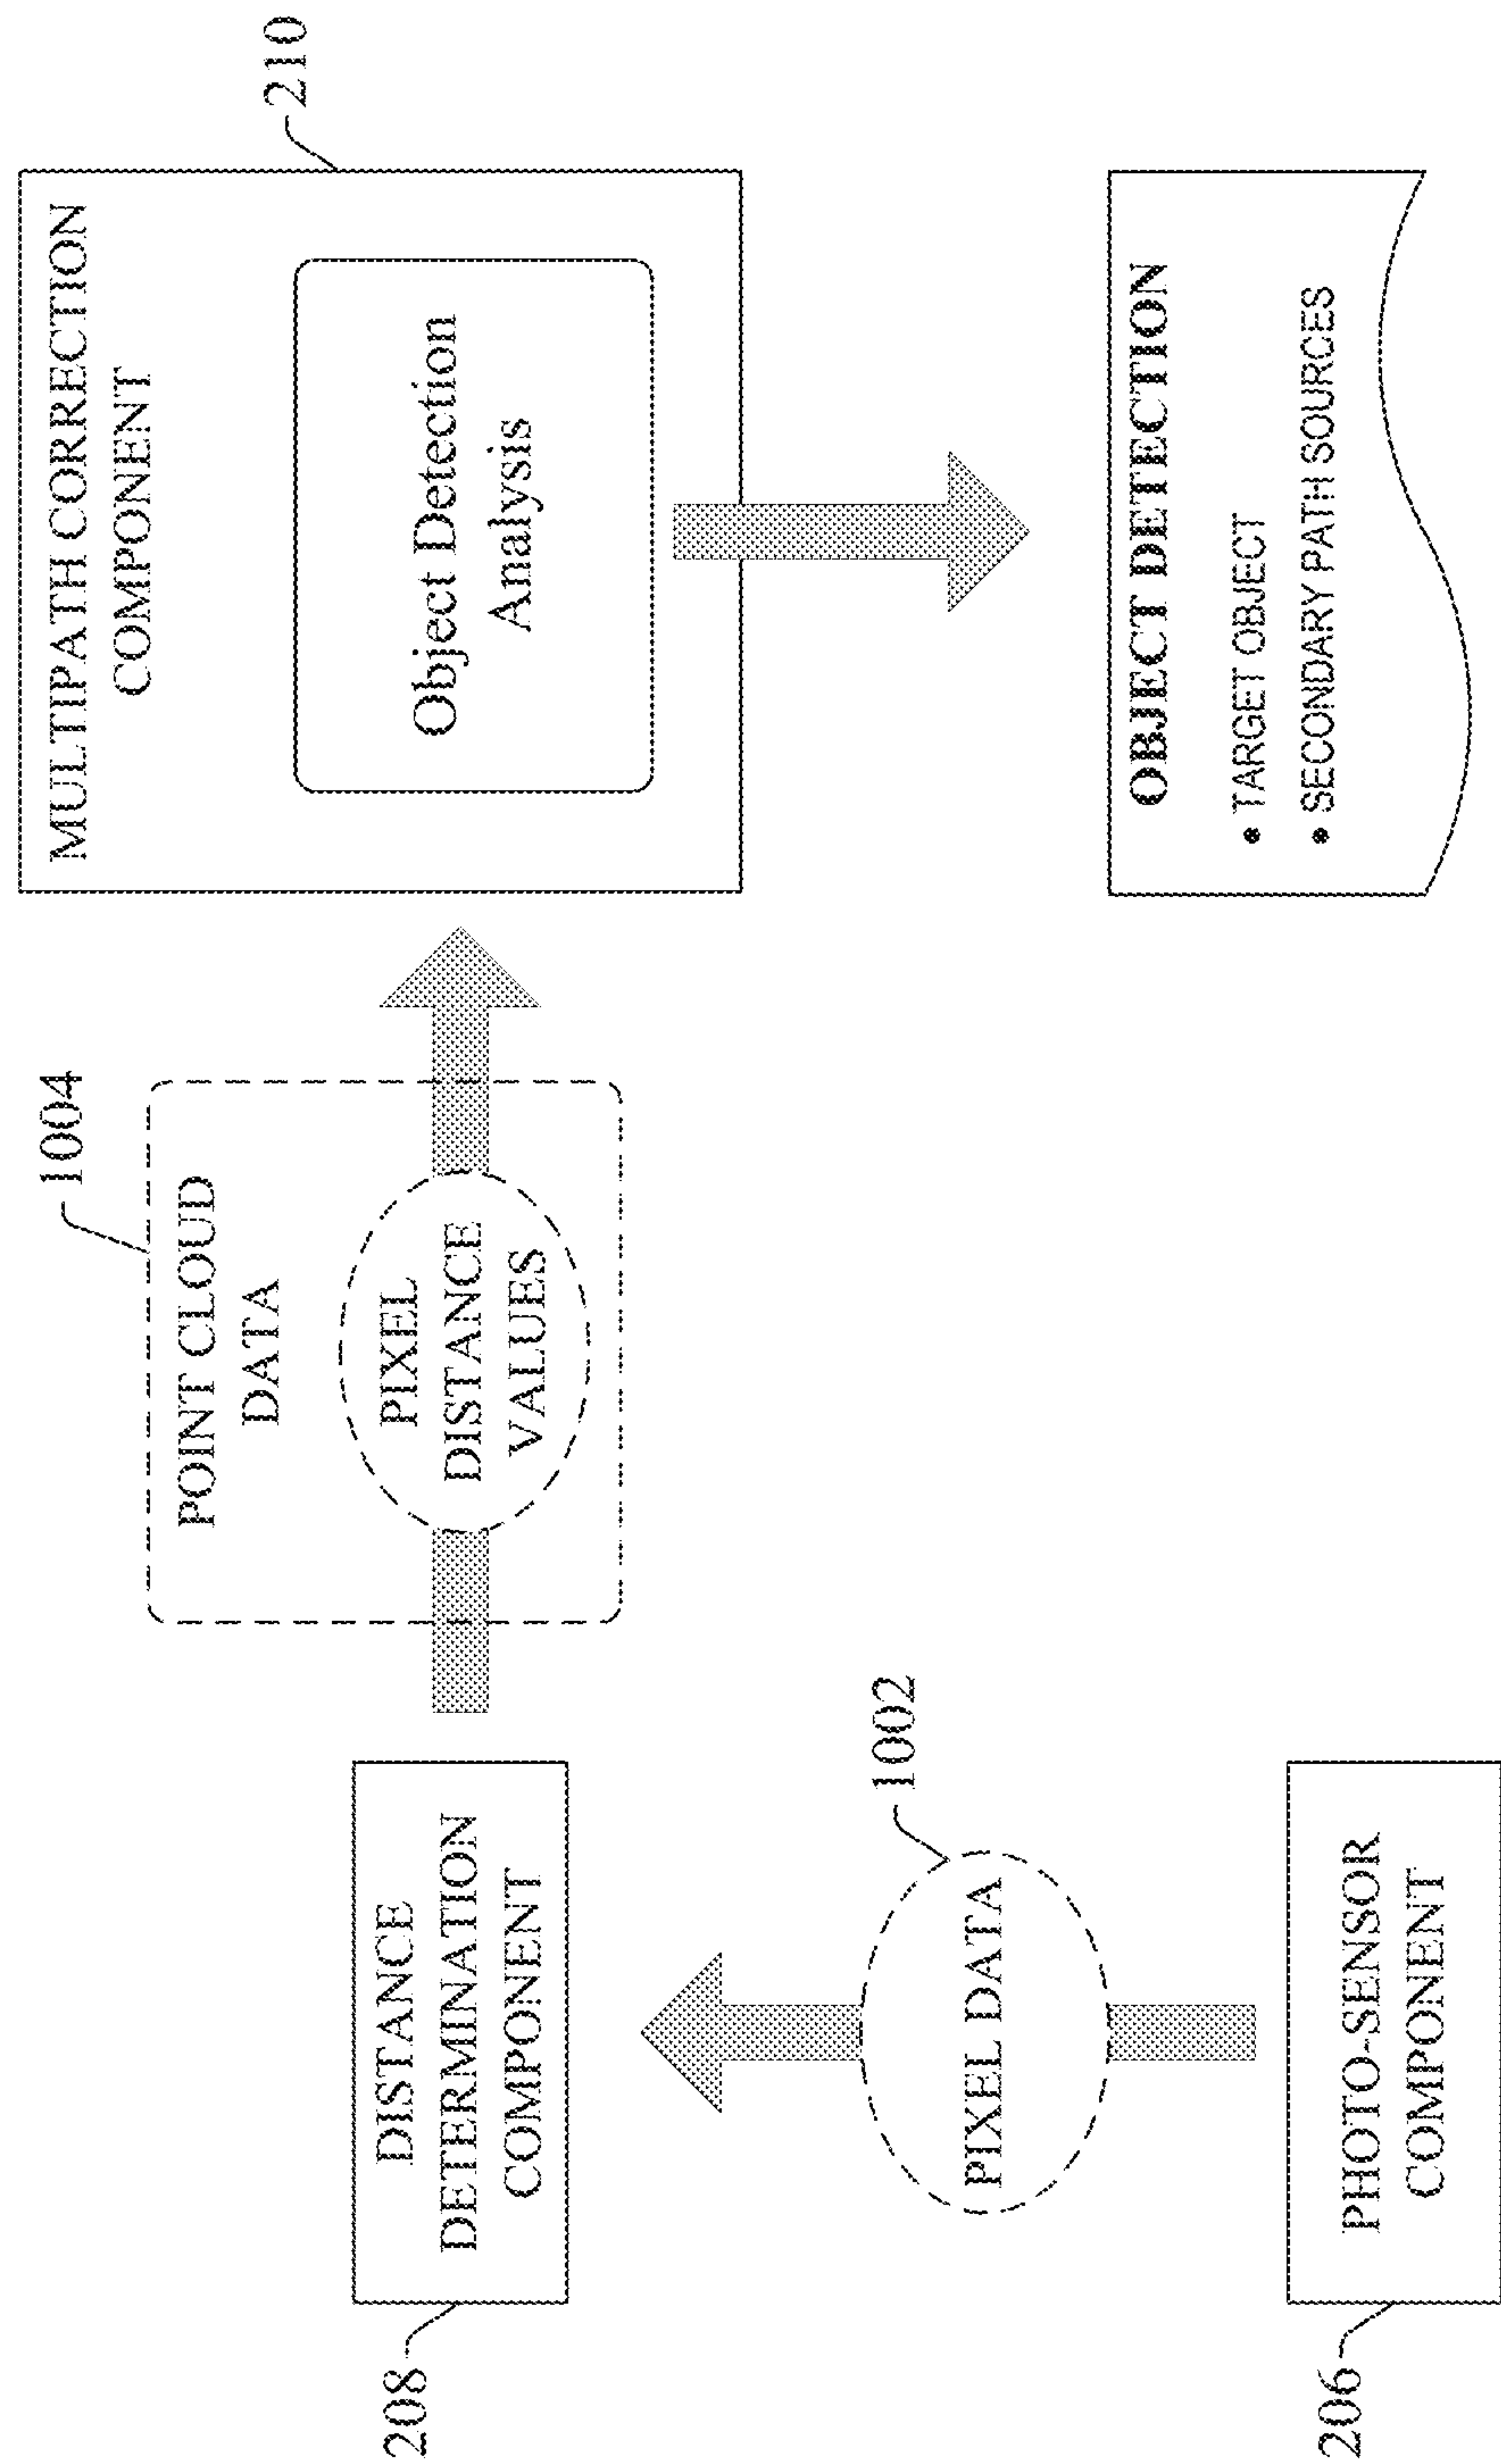 1004
POINT CLOUD
DATA
PIXEL
DISTANCE
VALUES
210
MULTIPATH CORRECTION
COMPONENT
Object Detection
Analysis
208
DISTANCE
DETERMINATION
COMPONENT
1002
PIXEL DATA
206
PHOTO-SENSOR
COMPONENT
OBJECT DETECTION
• TARGET OBJECT
• SECONDARY PATH SOURCES